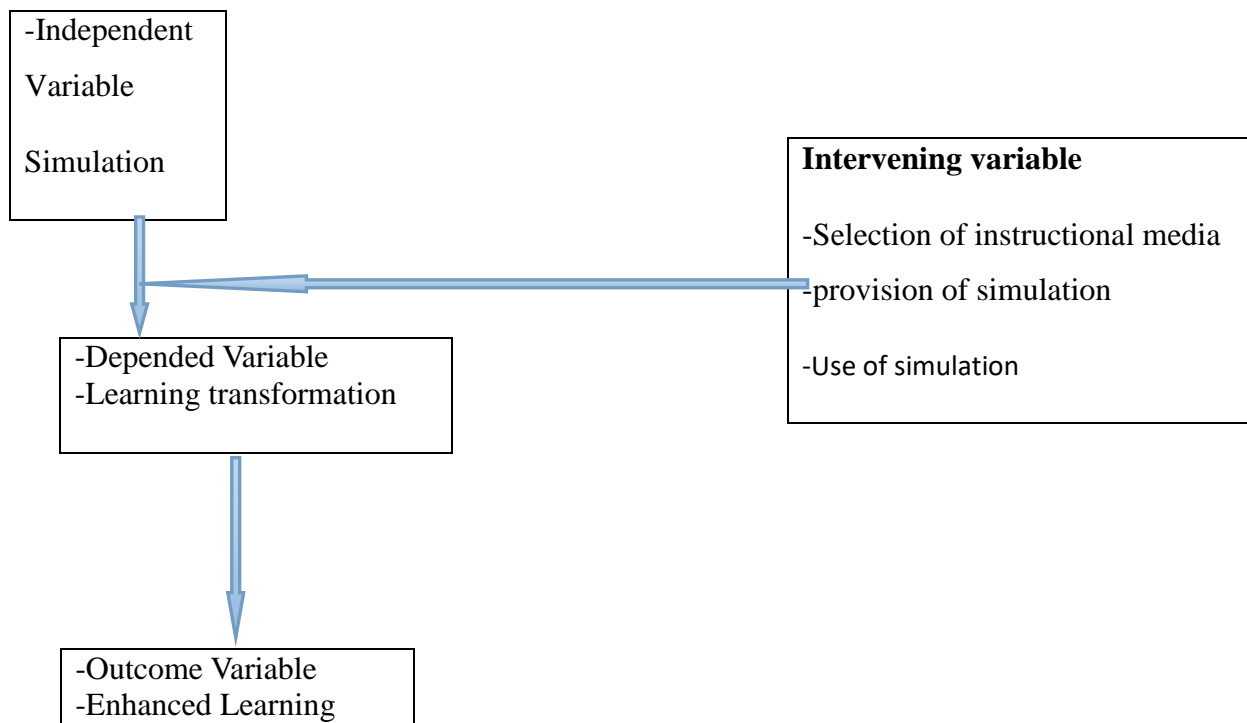 -Independent
Variable
Simulation
Intervening variable
-Selection of instructional media
-provision of simulation
-Use of simulation
-Depended Variable
-Learning transformation
-Outcome Variable
-Enhanced Learning